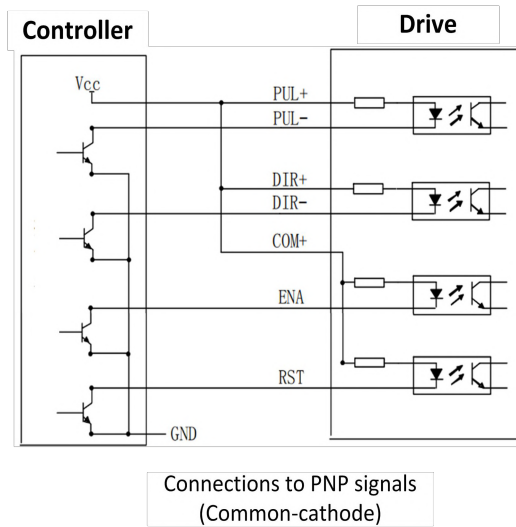 Controller
Drive
Vcc
PUL+
PUL-
DIR+
DIR-
COM+
ENA
RST
GND
Connections to PNP signals
(Common-cathode)